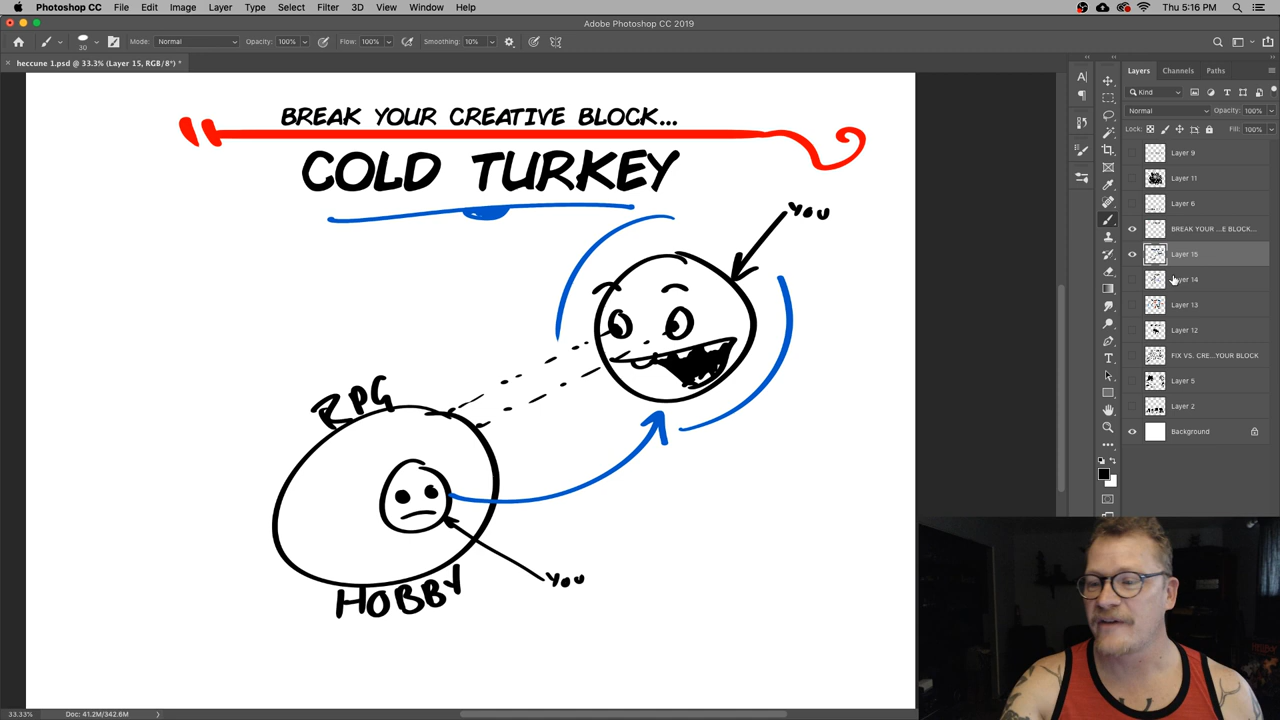 Photoshop CC File Edit Image Layer Type Select Filter 3D View Window Help Thu 5:16 PM
Adobe Photoshop CC 2019
30 Mode: Normal Opacity: 100% Flow: 100% Smoothing: 10%
heccune 1.psd @ 33.3% (Layer 15, RGB/8*) *
Layers Channels Paths
Kind
Normal Opacity: 100%
Lock: Fill: 100%
Layer 9
Layer 11
Layer 6
BREAK YOUR ...E BLOCK...
Layer 15
Layer 14
Layer 13
Layer 12
FIX VS. CRE...YOUR BLOCK
Layer 5
Layer 2
Background
BREAK YOUR CREATIVE BLOCK...
COLD TURKEY
YOU
RPG
HOBBY
YOU
33.33% Doc: 41.2M/342.6M